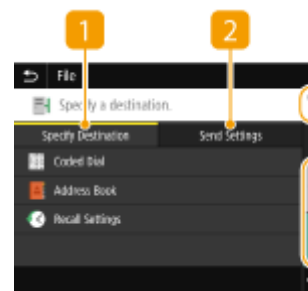 1 2
File
Specify a destination.
Specify Destination Send Settings
Coded Dial
Address Book
Recall Settings